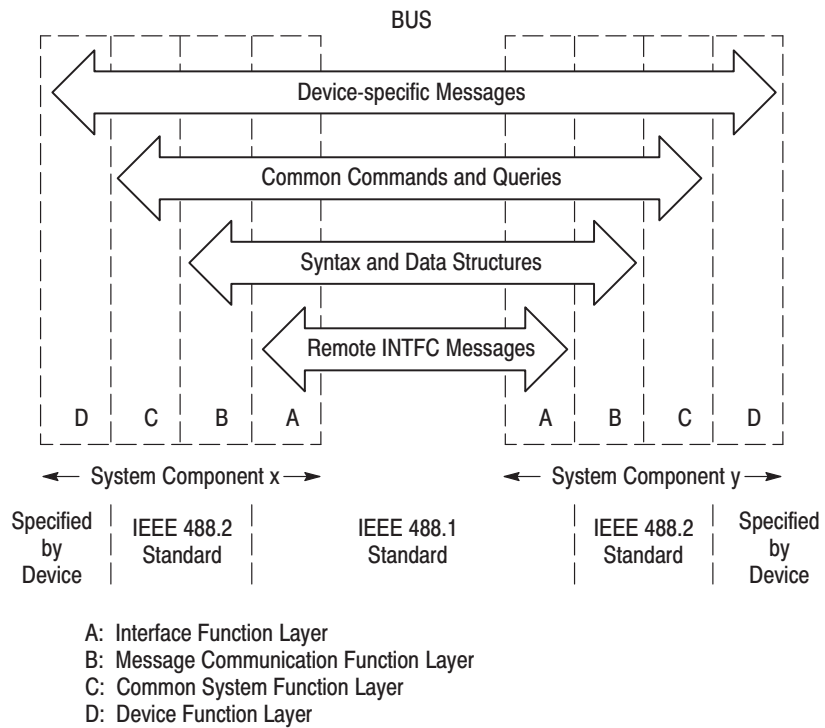 BUS
Device-specific Messages
Common Commands and Queries
Syntax and Data Structures
Remote INTFC Messages
D C B A A B C D
System Component x System Component y
Specified by Device
IEEE 488.2 Standard
IEEE 488.1 Standard
IEEE 488.2 Standard
Specified by Device
A: Interface Function Layer
B: Message Communication Function Layer
C: Common System Function Layer
D: Device Function Layer